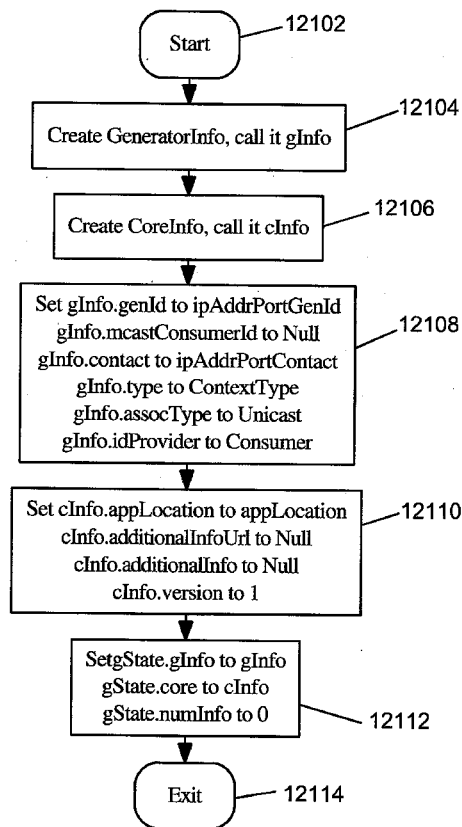 Start
12102
Create GeneratorInfo, call it gInfo
12104
Create CoreInfo, call it cInfo
12106
Set gInfo.genId to ipAddrPortGenId
gInfo.mcastConsumerId to Null
gInfo.contact to ipAddrPortContact
gInfo.type to ContextType
gInfo.assocType to Unicast
gInfo.idProvider to Consumer
12108
Set cInfo.appLocation to appLocation
cInfo.additionalInfoUrl to Null
cInfo.additionalInfo to Null
cInfo.version to 1
12110
SetgState.gInfo to gInfo
gState.core to cInfo
gState.numInfo to 0
12112
Exit
12114